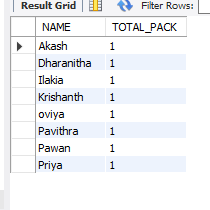 Result Grid Filter Rows:
NAME TOTAL_PACK
Akash 1
Dharanitha 1
Ilakia 1
Krishanth 1
oviya 1
Pavithra 1
Pawan 1
Priya 1